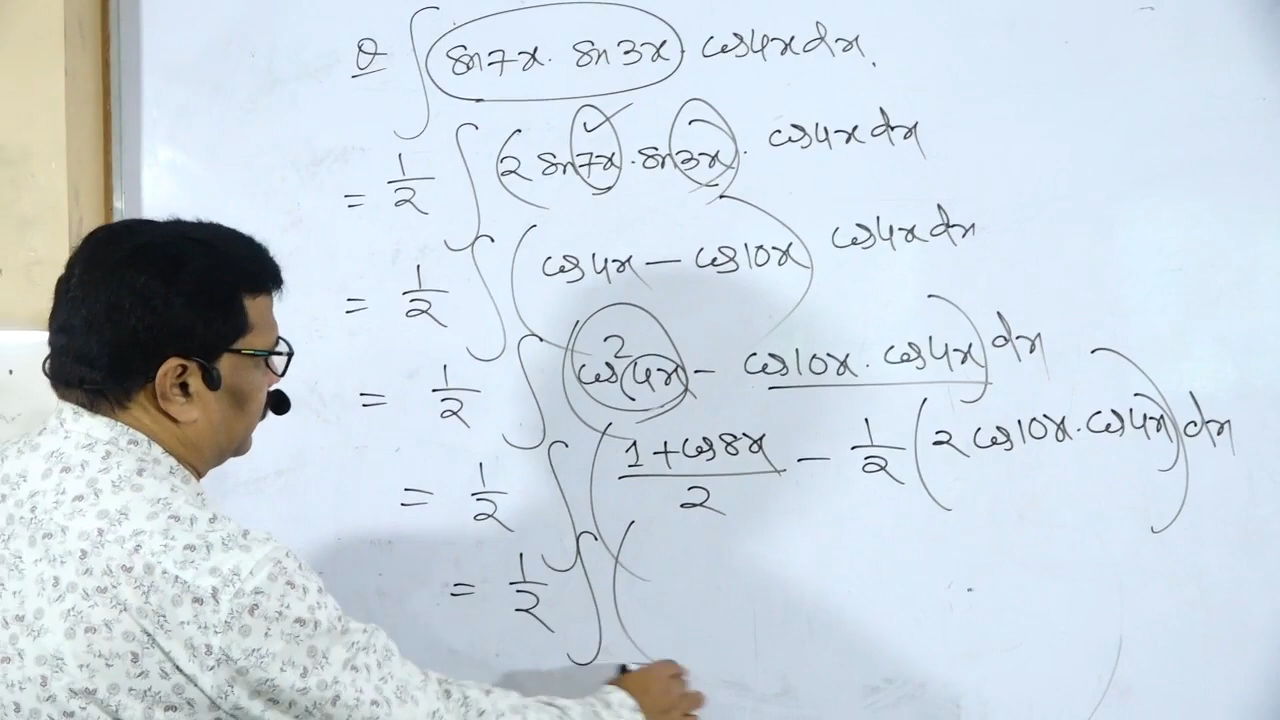 Q ∫ sin7x. sin3x. cos4x dx.
= 1/2 ∫ (2 sin7x. sin3x). cos4x dx
= 1/2 ∫ (cos4x - cos10x) cos4x dx
= 1/2 ∫ (cos²(4x) - cos10x. cos4x) dx
= 1/2 ∫ ((1+cos8x)/2 - 1/2 (2 cos10x. cos4x)) dx
= 1/2 ∫ (